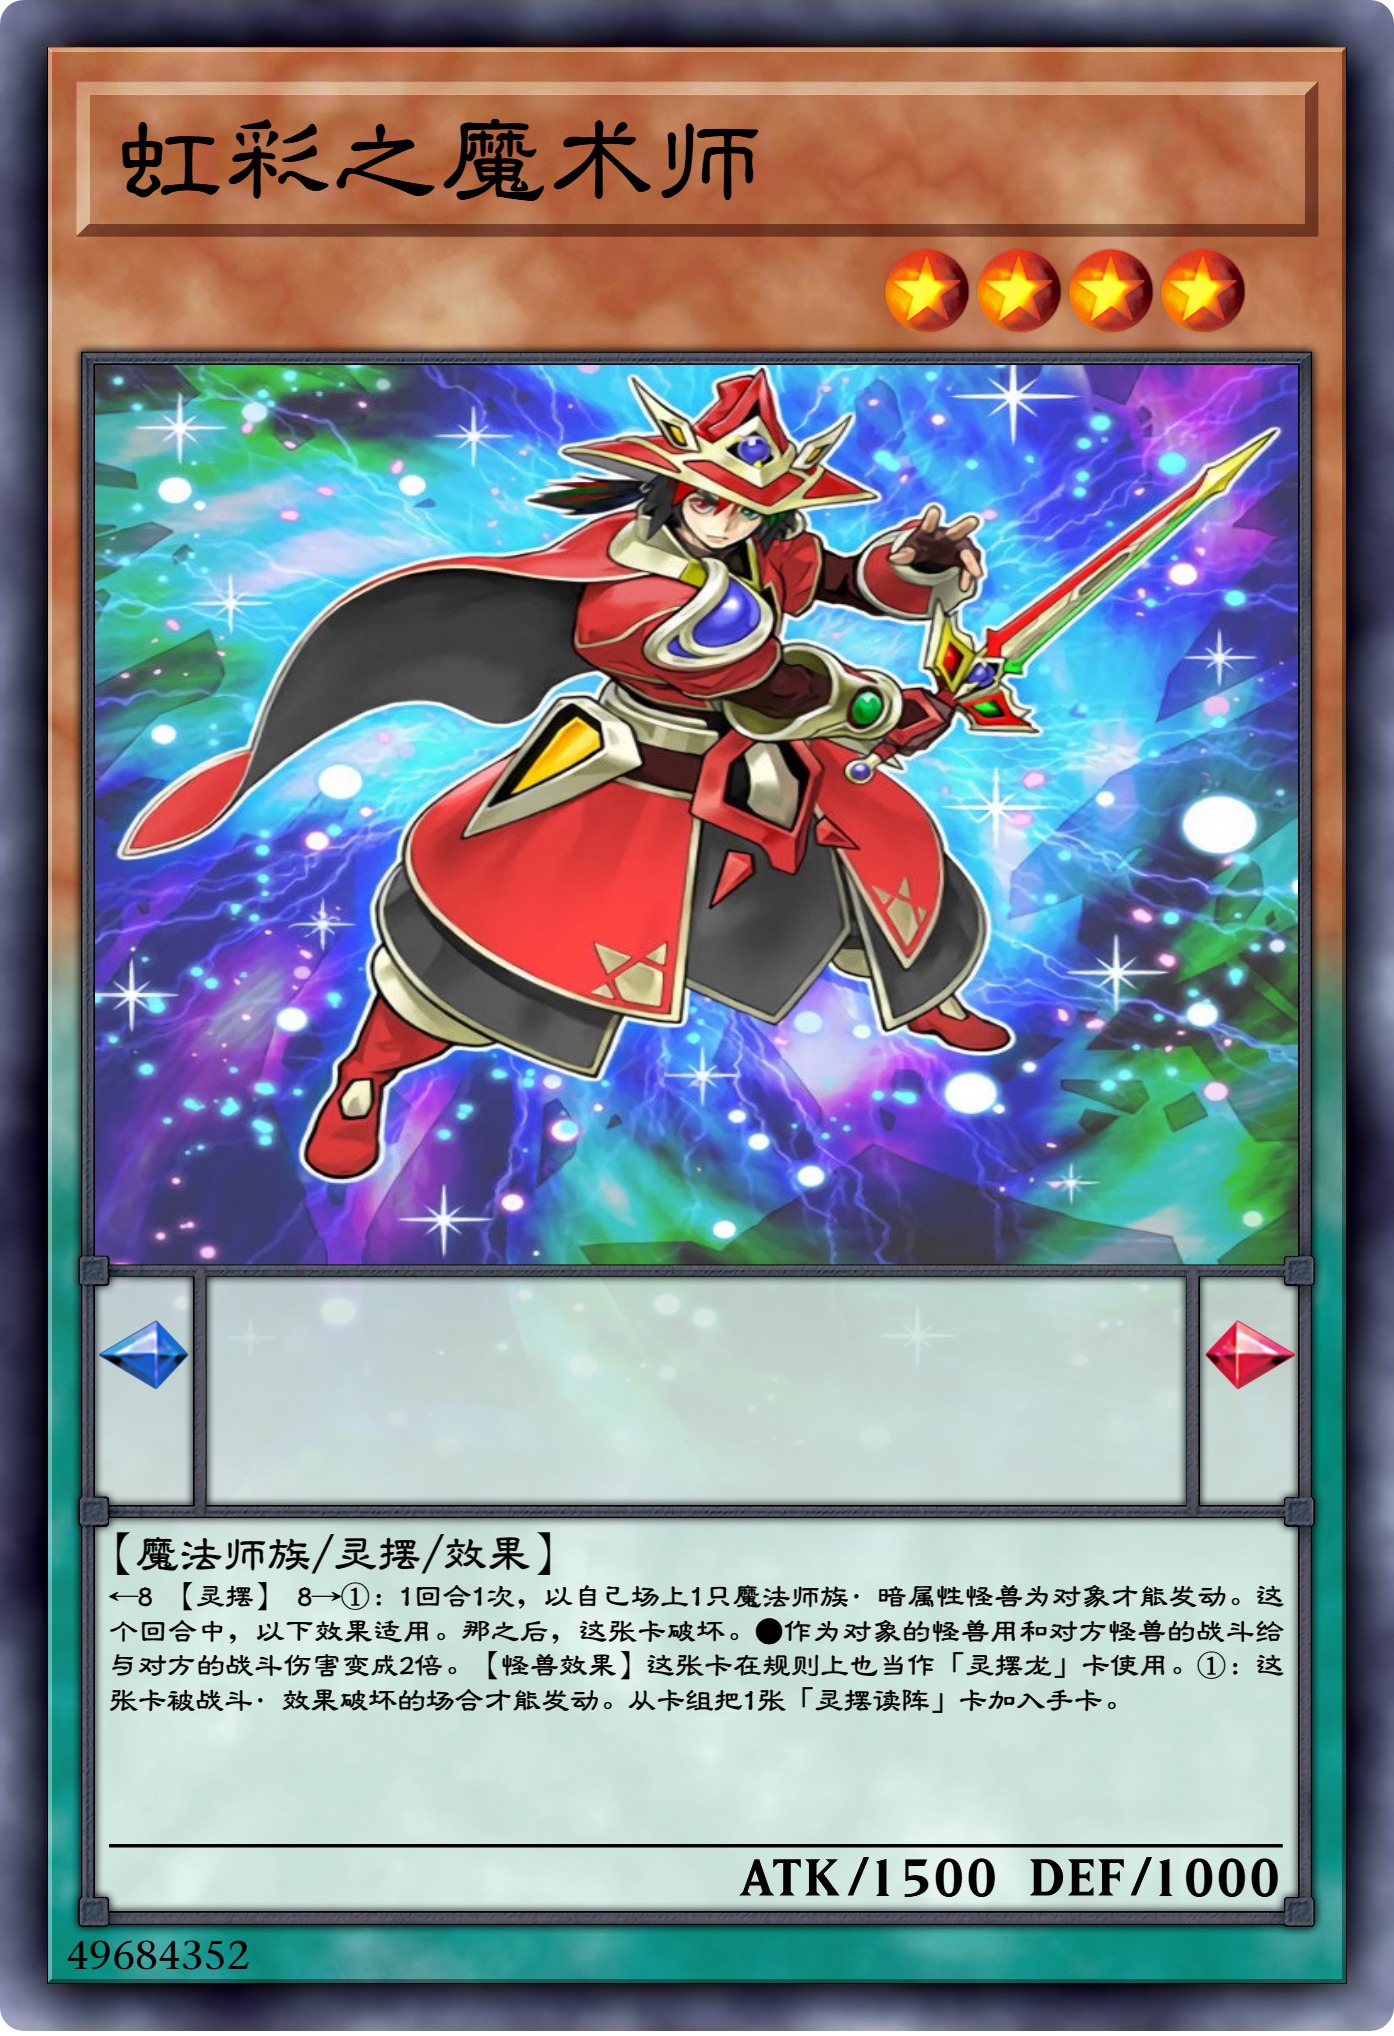 虹彩之魔术师
【魔法师族/灵摆/效果】
←8 【灵摆】 8→①：1回合1次，以自己场上1只魔法师族·暗属性怪兽为对象才能发动。这
个回合中，以下效果适用。那之后，这张卡破坏。●作为对象的怪兽用和对方怪兽的战斗给
与对方的战斗伤害变成2倍。【怪兽效果】这张卡在规则上也当作「灵摆龙」卡使用。①：这
张卡被战斗·效果破坏的场合才能发动。从卡组把1张「灵摆读阵」卡加入手卡。
ATK/1500 DEF/1000
49684352